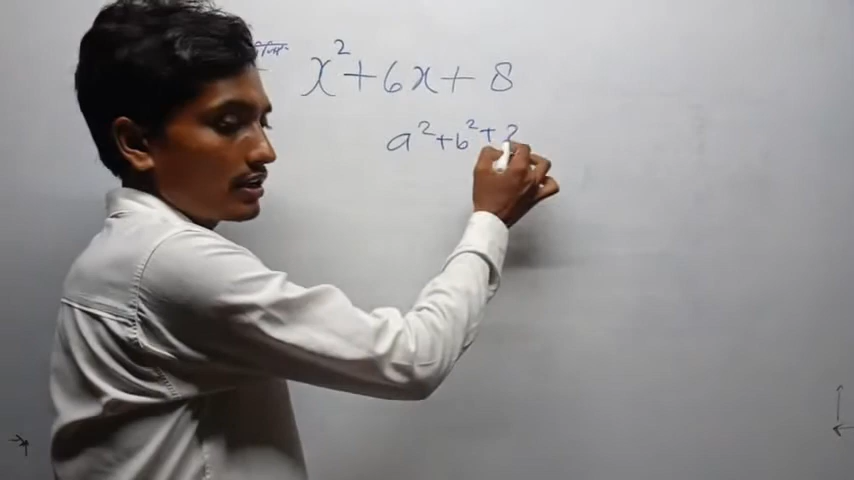 x² + 6x + 8
a² + b² + 2